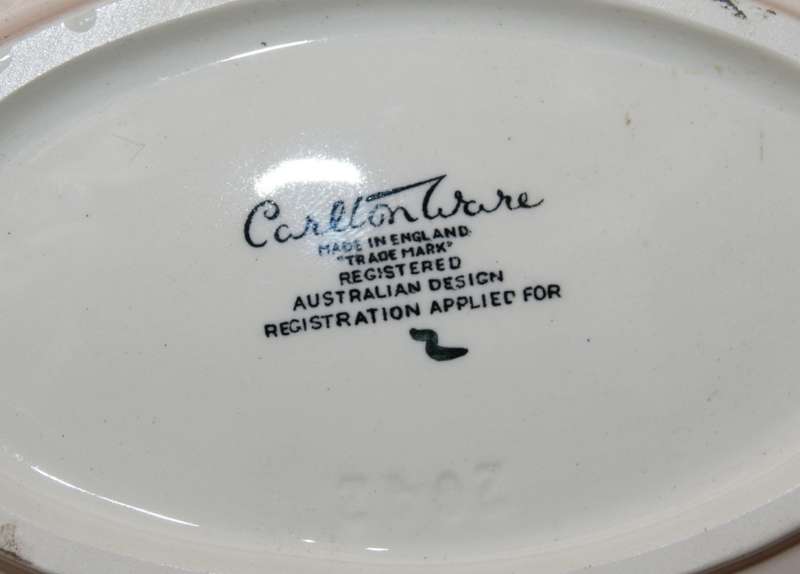 Carlton Ware
MADE IN ENGLAND
"TRADE MARK"
REGISTERED
AUSTRALIAN DESIGN
REGISTRATION APPLIED FOR